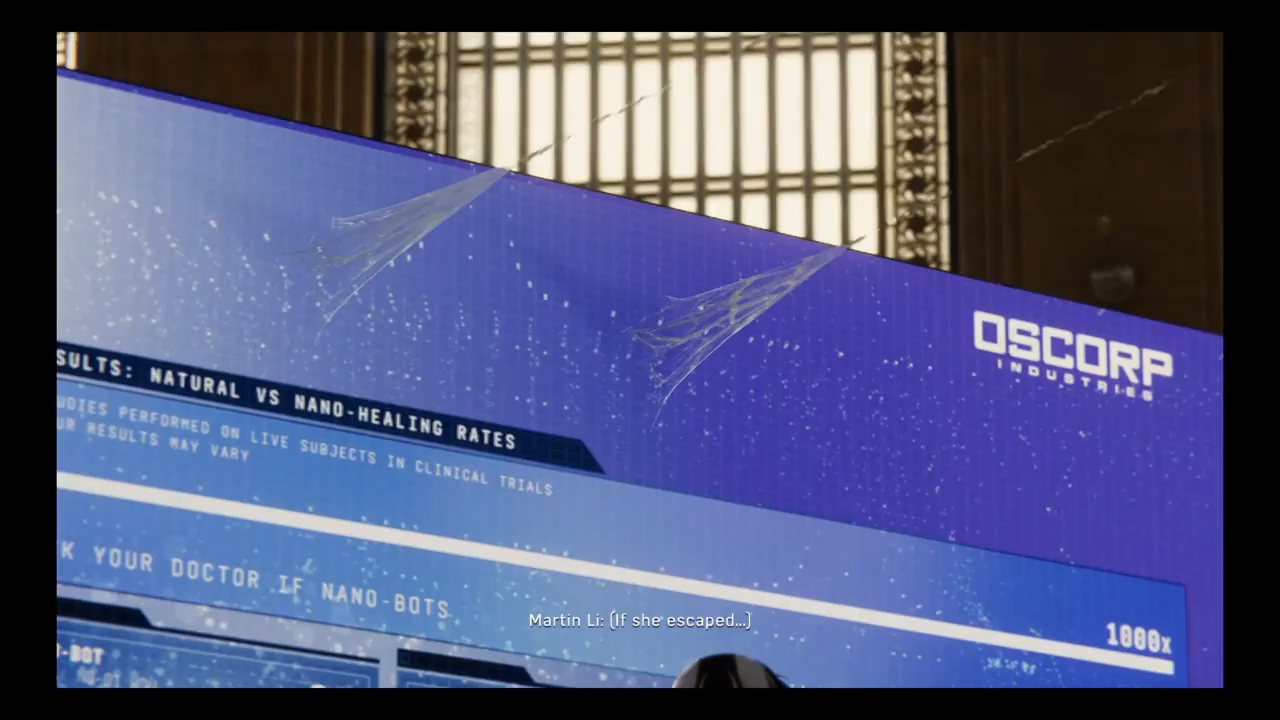 OSCORP
INDUSTRIES
SULTS: NATURAL VS NANO-HEALING RATES
UDIES PERFORMED ON LIVE SUBJECTS IN CLINICAL TRIALS
UR RESULTS MAY VARY
K YOUR DOCTOR IF NANO-BOTS
1000x
Martin Li: (If she escaped...)
-BOT